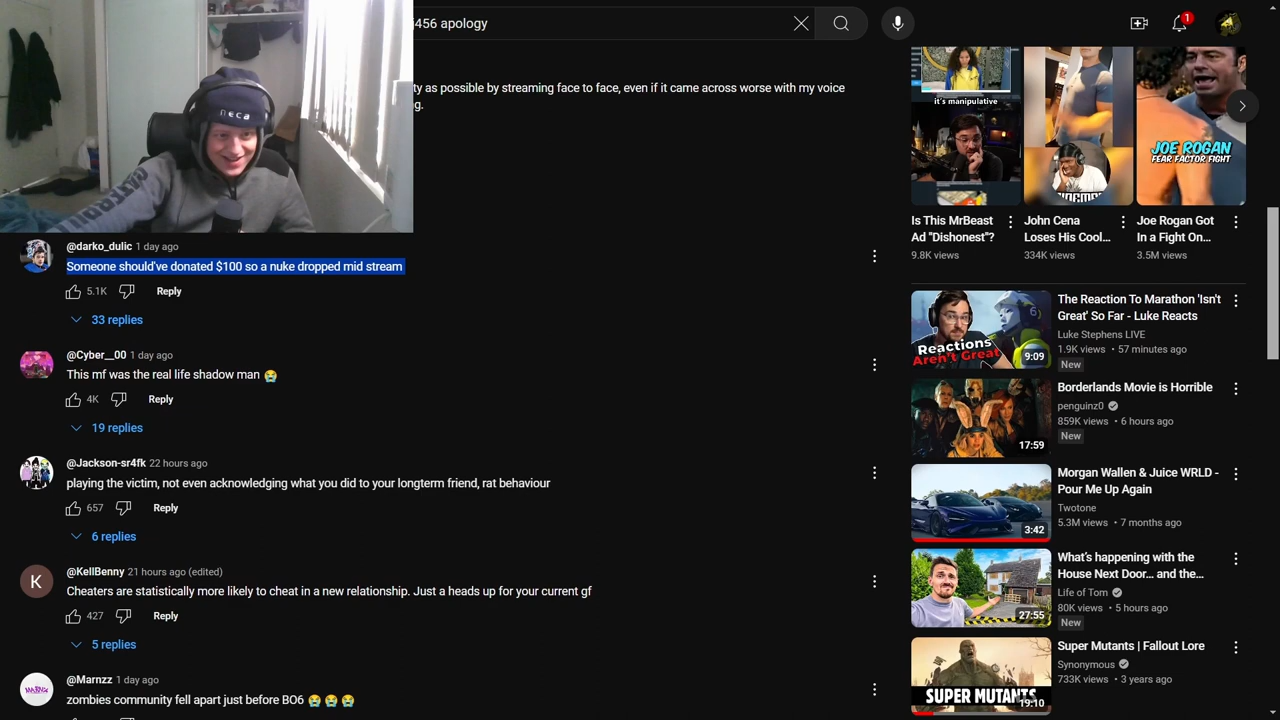 456 apology
1
ty as possible by streaming face to face, even if it came across worse with my voice
g.
neca
@darko_dulic 1 day ago
Someone should've donated $100 so a nuke dropped mid stream
5.1K Reply
33 replies
@Cyber__00 1 day ago
This mf was the real life shadow man 😭
4K Reply
19 replies
@Jackson-sr4fk 22 hours ago
playing the victim, not even acknowledging what you did to your longterm friend, rat behaviour
657 Reply
6 replies
K
@KellBenny 21 hours ago (edited)
Cheaters are statistically more likely to cheat in a new relationship. Just a heads up for your current gf
427 Reply
5 replies
@Marnzz 1 day ago
zombies community fell apart just before BO6 😭😭😭
it's manipulative
JOE ROGAN
FEAR FACTOR FIGHT
Is This MrBeast
Ad "Dishonest"?
9.8K views
John Cena
Loses His Cool...
334K views
Joe Rogan Got
In a Fight On...
3.5M views
Reactions
Aren't Great
9:09
The Reaction To Marathon 'Isn't
Great' So Far - Luke Reacts
Luke Stephens LIVE
1.9K views • 57 minutes ago
New
17:59
Borderlands Movie is Horrible
penguinz0
859K views • 6 hours ago
New
3:42
Morgan Wallen & Juice WRLD -
Pour Me Up Again
Twotone
5.3M views • 7 months ago
27:55
What's happening with the
House Next Door... and the...
Life of Tom
80K views • 5 hours ago
New
SUPER MUTANTS
19:10
Super Mutants | Fallout Lore
Synonymous
733K views • 3 years ago